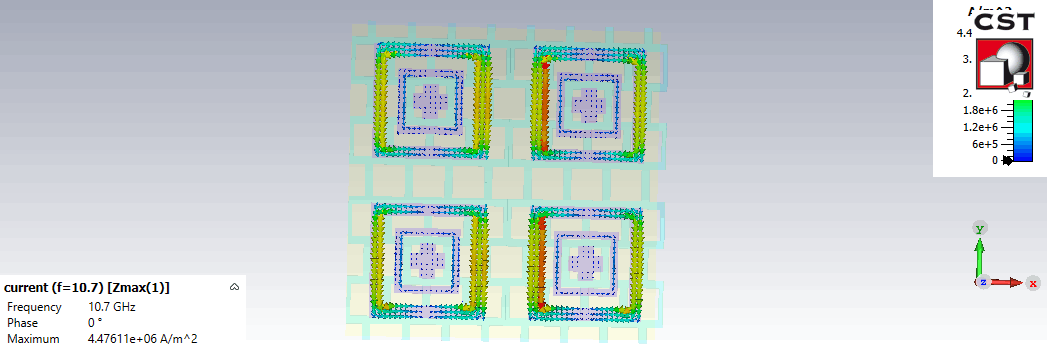 CST
4.4
3.
2.
1.8e+6
1.2e+6
6e+5
0
Y
z
x
current (f=10.7) [Zmax(1)]
Frequency 10.7 GHz
Phase 0 °
Maximum 4.47611e+06 A/m^2